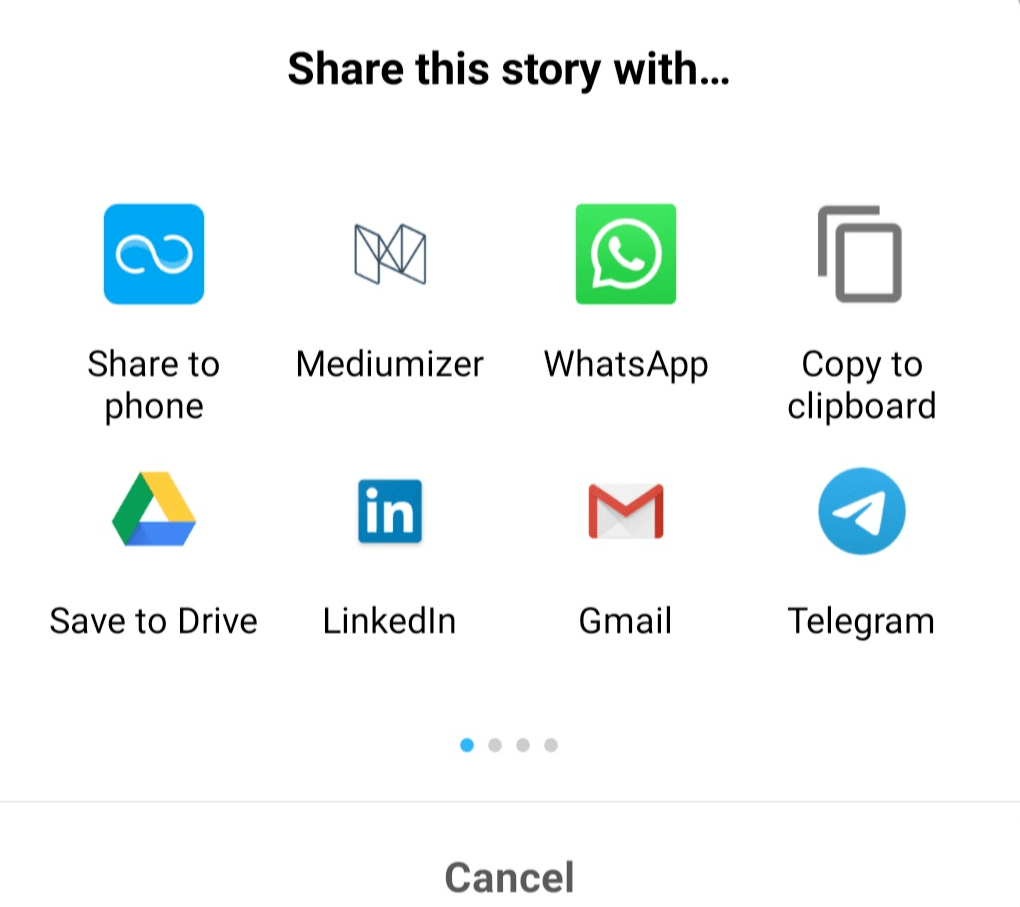 Share this story with...
Share to
phone
Mediumizer
WhatsApp
Copy to
clipboard
in
Save to Drive
LinkedIn
Gmail
Telegram
Cancel